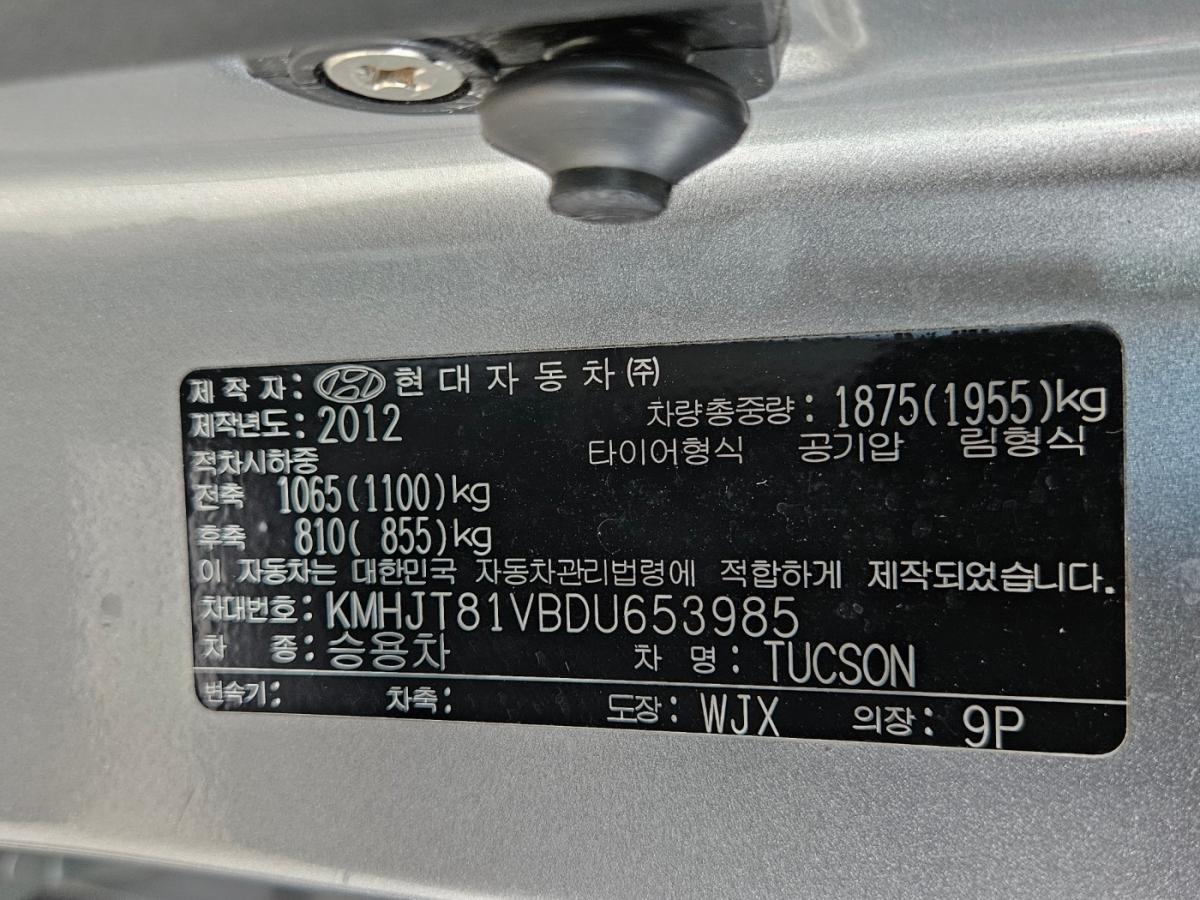 제 작 자: 현 대 자 동 차 ㈜
제작년도: 2012 차량총중량: 1875(1955)kg
적차시하중 타이어형식 공기압 림형식
전축 1065(1100)kg
후축 810( 855)kg
이 자동차는 대한민국 자동차관리법령에 적합하게 제작되었습니다.
차대번호: KMHJT81VBDU653985
차 종: 승용차 차 명: TUCSON
변속기: 차축: 도장: WJX 의장: 9P